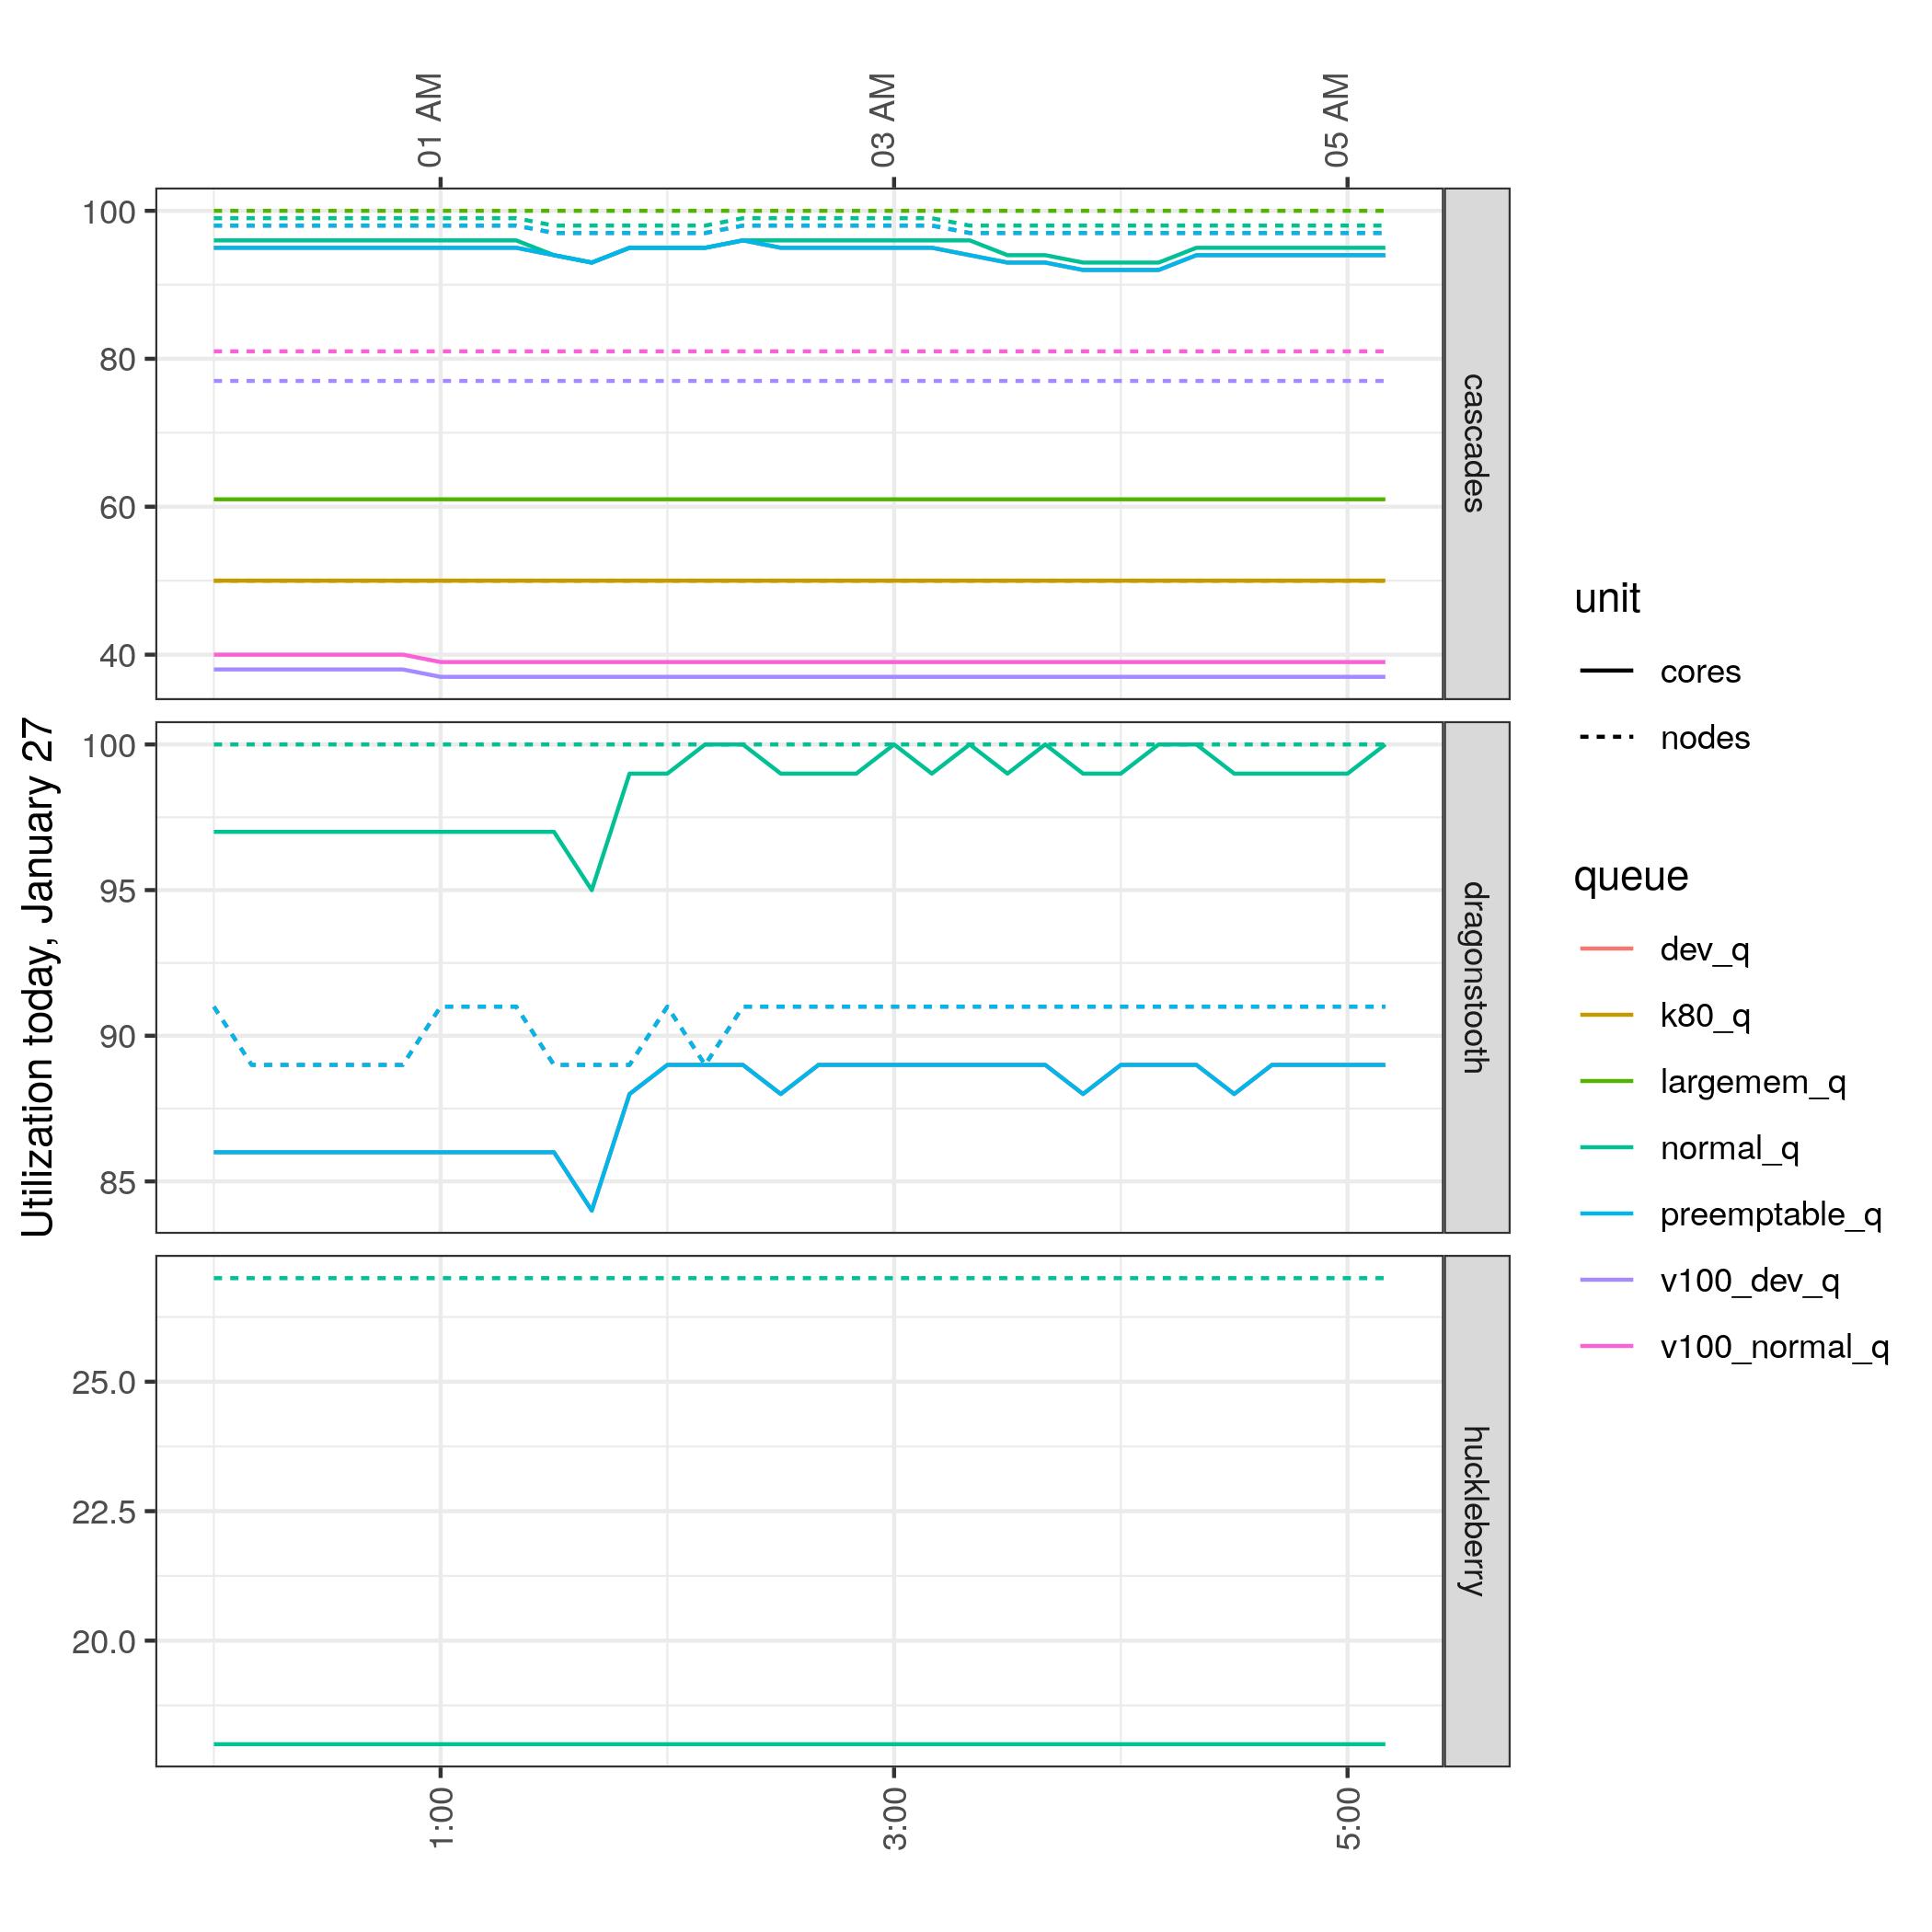 01 AM
03 AM
05 AM
100
80
60
40
cascades
Utilization today, January 27
100
95
90
85
dragonstooth
25.0
22.5
20.0
huckleberry
1:00
3:00
5:00
unit
cores
nodes
queue
dev_q
k80_q
largemem_q
normal_q
preemptable_q
v100_dev_q
v100_normal_q